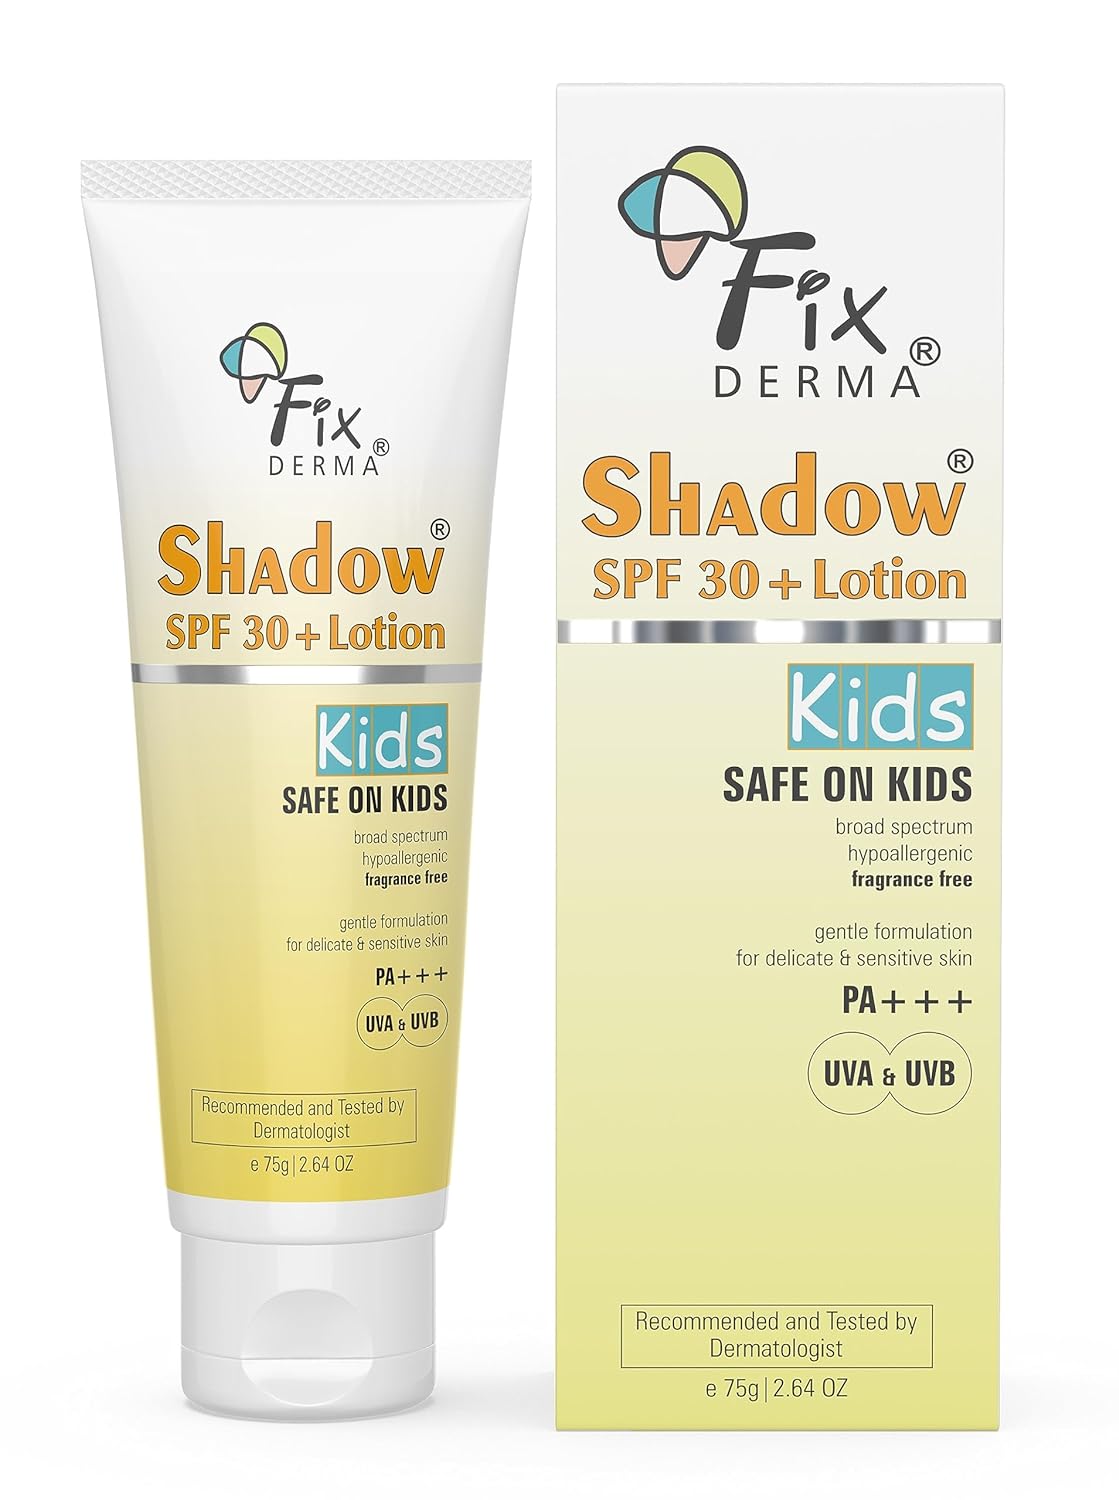 Fix
DERMA®
Shadow®
SPF 30+ Lotion
Kids
SAFE ON KIDS
broad spectrum
hypoallergenic
fragrance free
gentle formulation
for delicate & sensitive skin
PA+++
UVA & UVB
Recommended and Tested by
Dermatologist
e 75g|2.64 OZ
Fix
DERMA®
Shadow®
SPF 30+ Lotion
Kids
SAFE ON KIDS
broad spectrum
hypoallergenic
fragrance free
gentle formulation
for delicate & sensitive skin
PA+++
UVA & UVB
Recommended and Tested by
Dermatologist
e 75g|2.64 OZ